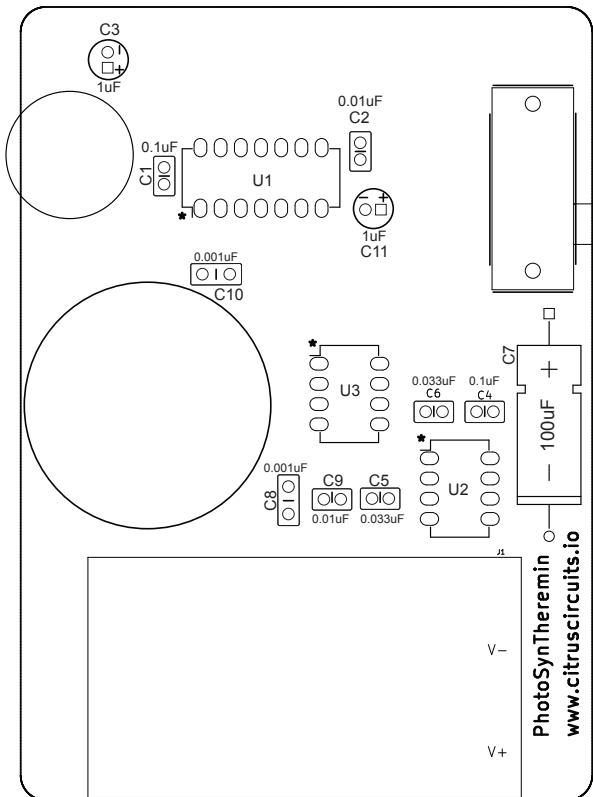 C3
1uF
0.01uF
C2
0.1uF
C1
U1
*
1uF
C11
0.001uF
C10
*
U3
C7
100uF
0.033uF
C6
0.1uF
C4
*
U2
0.001uF
C8
C9
0.01uF
C5
0.033uF
J1
V-
V+
PhotoSynTheremin
www.citruscircuits.io